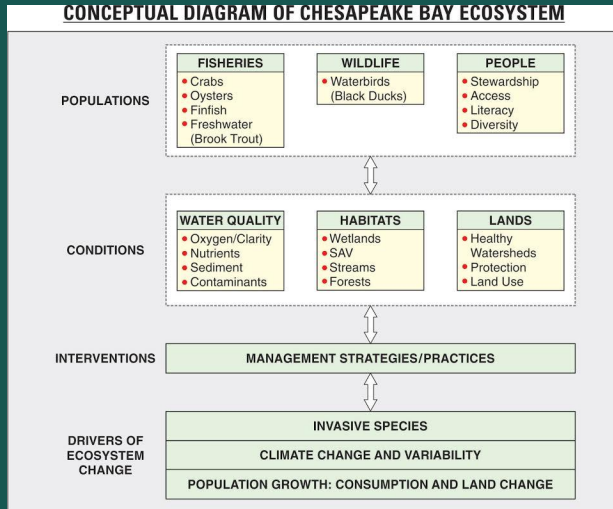 CONCEPTUAL DIAGRAM OF CHESAPEAKE BAY ECOSYSTEM
POPULATIONS
FISHERIES
• Crabs
• Oysters
• Finfish
• Freshwater
(Brook Trout)
WILDLIFE
• Waterbirds
(Black Ducks)
PEOPLE
• Stewardship
• Access
• Literacy
• Diversity
CONDITIONS
WATER QUALITY
• Oxygen/Clarity
• Nutrients
• Sediment
• Contaminants
HABITATS
• Wetlands
• SAV
• Streams
• Forests
LANDS
• Healthy
Watersheds
• Protection
• Land Use
INTERVENTIONS
MANAGEMENT STRATEGIES/PRACTICES
DRIVERS OF
ECOSYSTEM
CHANGE
INVASIVE SPECIES
CLIMATE CHANGE AND VARIABILITY
POPULATION GROWTH: CONSUMPTION AND LAND CHANGE